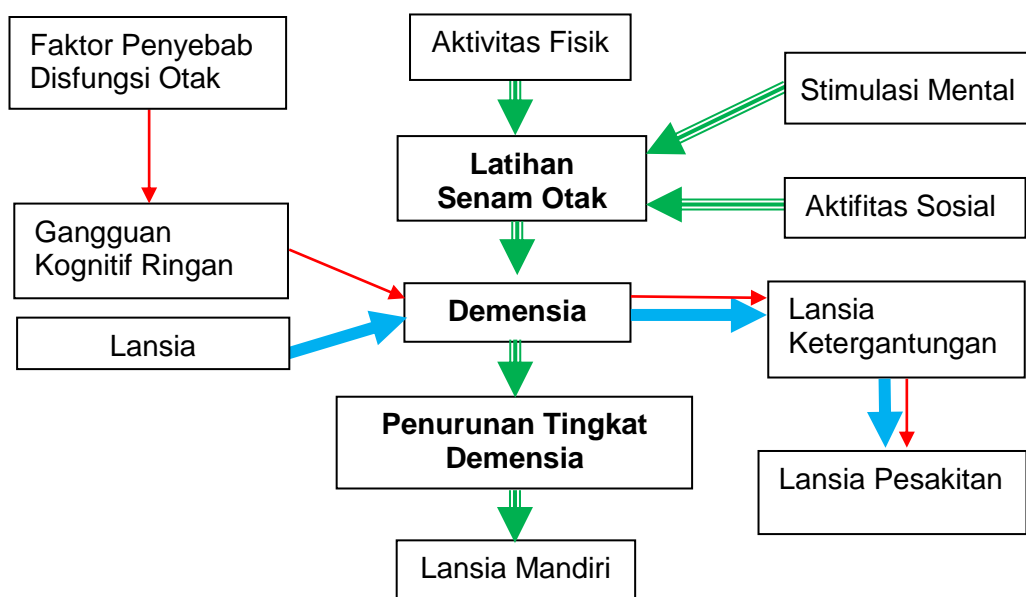 Faktor Penyebab
Disfungsi Otak
Aktivitas Fisik
Stimulasi Mental
Latihan
Senam Otak
Aktifitas Sosial
Gangguan
Kognitif Ringan
Demensia
Lansia
Ketergantungan
Lansia
Penurunan Tingkat
Demensia
Lansia Pesakitan
Lansia Mandiri